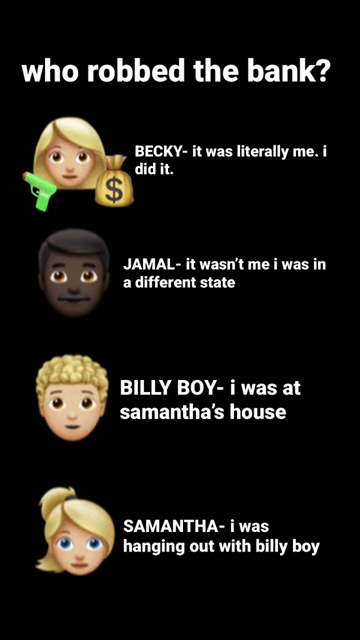 who robbed the bank?
BECKY- it was literally me. i
did it.
JAMAL- it wasn't me i was in
a different state
BILLY BOY- i was at
samantha's house
SAMANTHA- i was
hanging out with billy boy